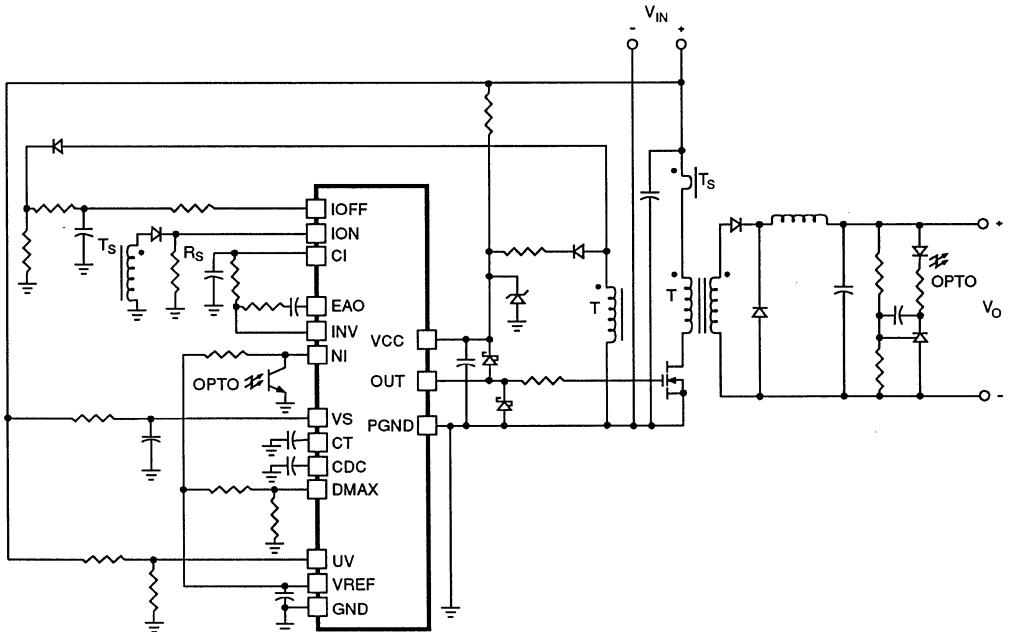 VIN
- +
TS
IOFF
ION
CI
TS
RS
EAO
INV
NI
OPTO
VS
CT
CDC
DMAX
UV
VREF
GND
VCC
OUT
PGND
T
T
+
OPTO
VO
-